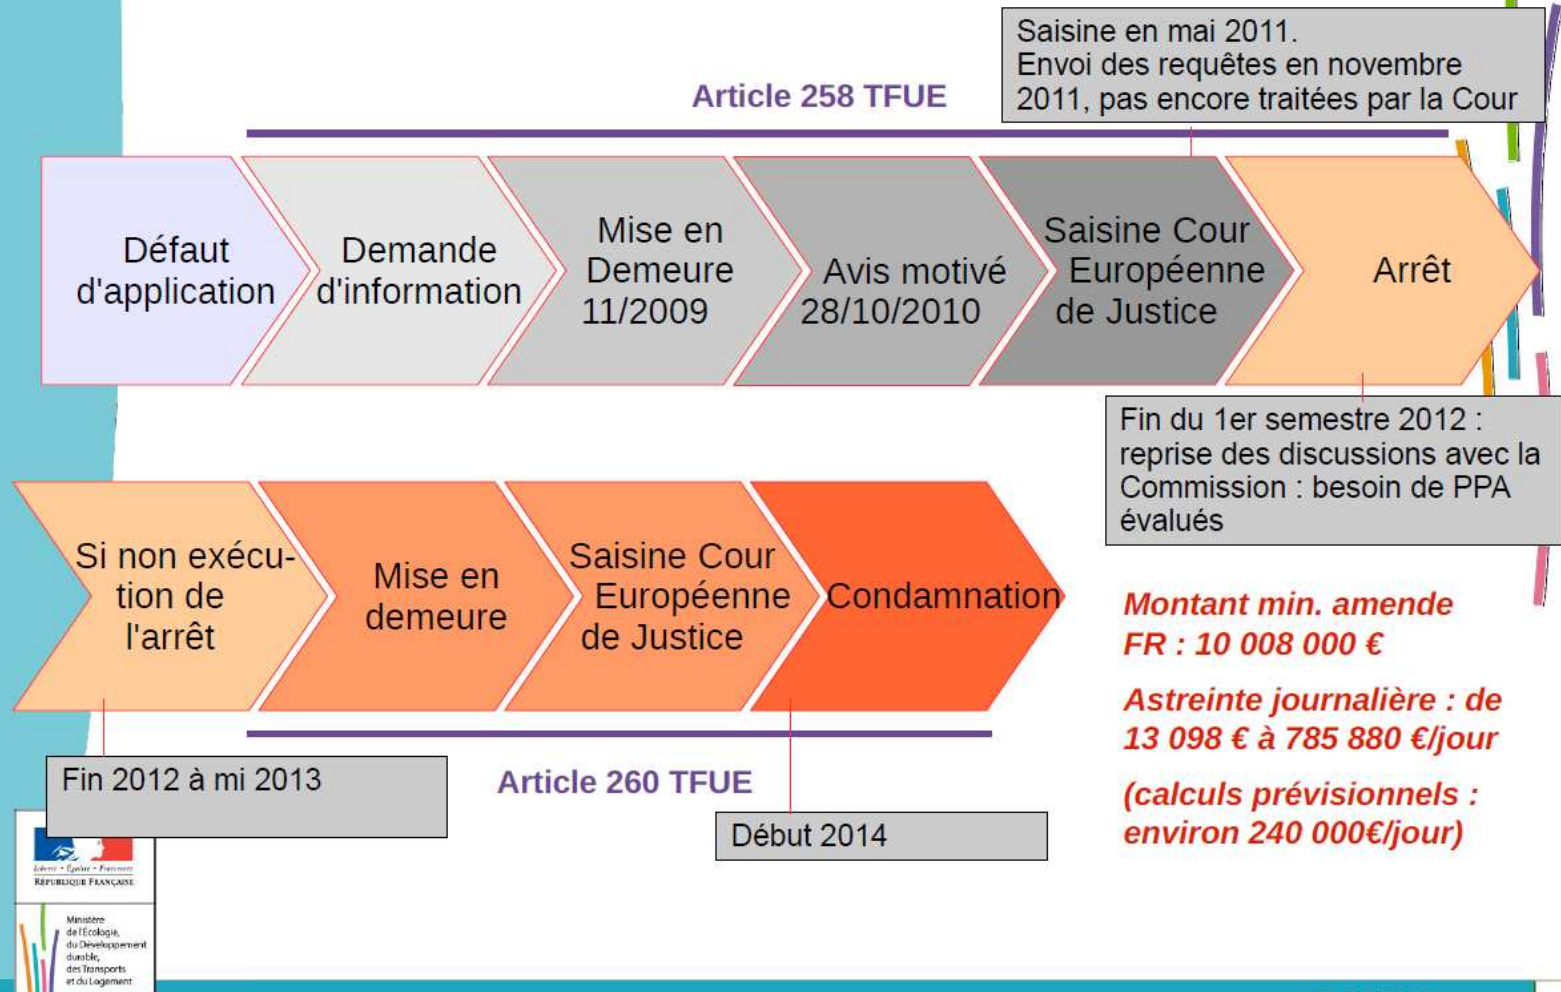 Saisine en mai 2011.
Envoi des requêtes en novembre
2011, pas encore traitées par la Cour
Article 258 TFUE
Défaut
d'application
Demande
d'information
Mise en
Demeure
11/2009
Avis motivé
28/10/2010
Saisine Cour
Européenne
de Justice
Arrêt
Fin du 1er semestre 2012 :
reprise des discussions avec la
Commission : besoin de PPA
évalués
Si non exécu-
tion de
l'arrêt
Mise en
demeure
Saisine Cour
Européenne
de Justice
Condamnation
Montant min. amende
FR : 10 008 000 €
Astreinte journalière : de
13 098 € à 785 880 €/jour
(calculs prévisionnels :
environ 240 000€/jour)
Fin 2012 à mi 2013
Article 260 TFUE
Début 2014
Liberté • Égalité • Fraternité
RÉPUBLIQUE FRANÇAISE
Ministère
de l'Écologie,
du Développement
durable,
des Transports
et du Logement